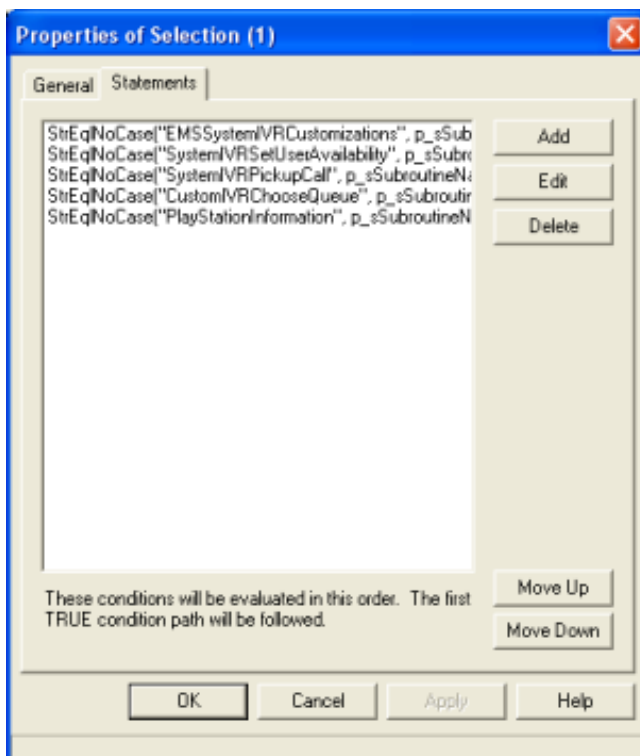 Properties of Selection (1)
General Statements
StrEqlNoCase("EMSSystemIVRCustomizations", p_sSub
StrEqlNoCase("SystemIVRSetUserAvailability", p_sSubro
StrEqlNoCase("SystemIVRPickupCall", p_sSubroutineNa
StrEqlNoCase("CustomIVRChooseQueue", p_sSubroutin
StrEqlNoCase("PlayStationInformation", p_sSubroutineN
Add
Edit
Delete
These conditions will be evaluated in this order. The first
TRUE condition path will be followed.
Move Up
Move Down
OK Cancel Apply Help